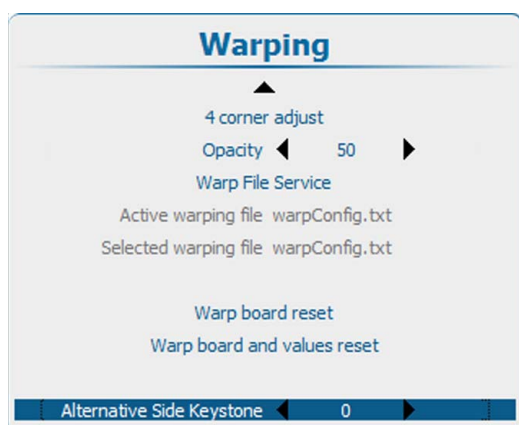 Warping
4 corner adjust
Opacity 50
Warp File Service
Active warping file warpConfig.txt
Selected warping file warpConfig.txt
Warp board reset
Warp board and values reset
Alternative Side Keystone 0